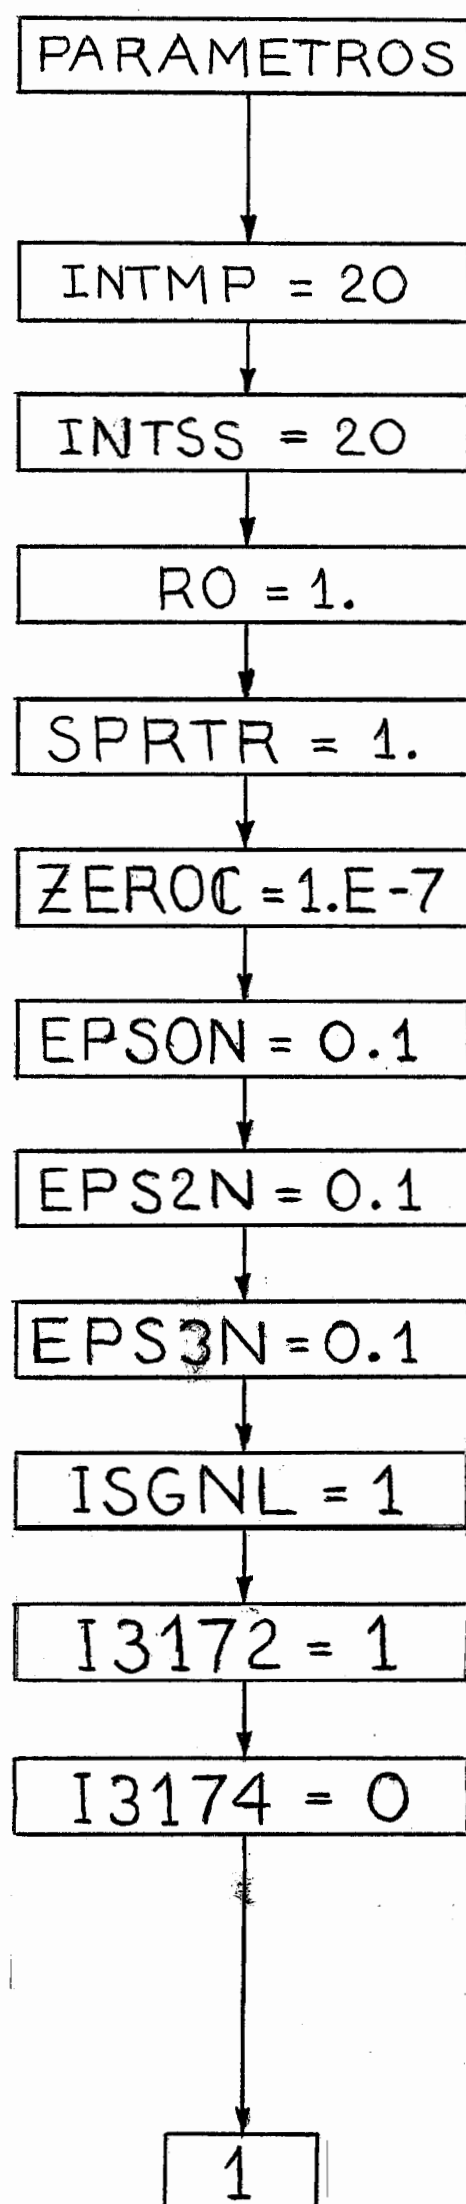 PARAMETROS
INTMP = 20
INTSS = 20
RO = 1.
SPRTR = 1.
ZEROC = 1.E-7
EPSON = 0.1
EPS2N = 0.1
EPS3N = 0.1
ISGNL = 1
I3172 = 1
I3174 = 0
1